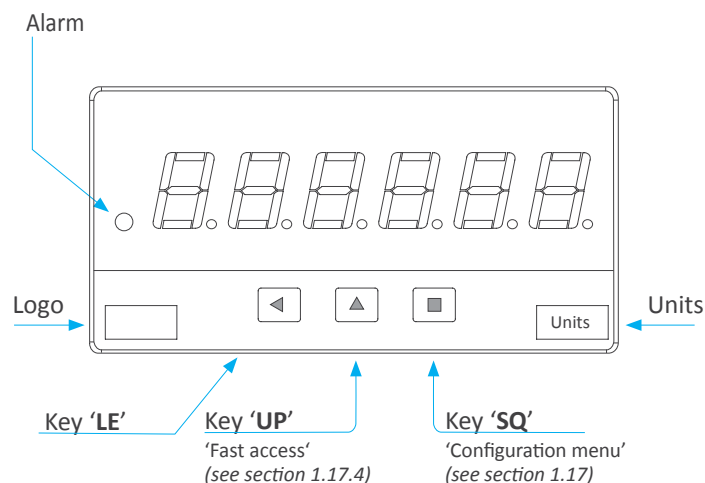 Alarm
Logo
Units
Units
Key ‘LE’
Key ‘UP’
‘Fast access‘
(see section 1.17.4)
Key ‘SQ’
‘Configuration menu’
(see section 1.17)